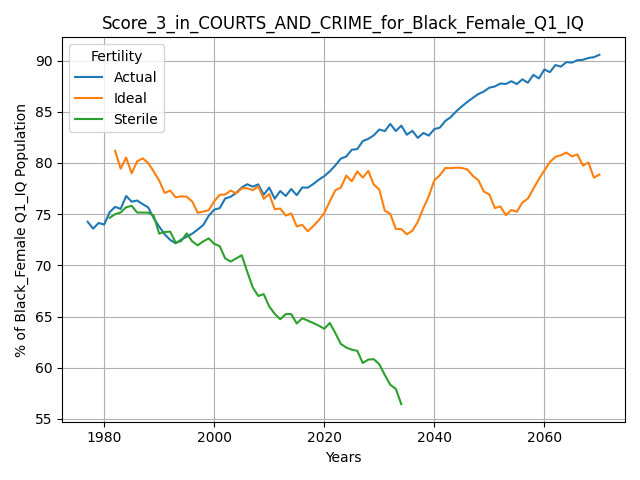 Score_3_in_COURTS_AND_CRIME_for_Black_Female_Q1_IQ
% of Black_Female Q1_IQ Population
Fertility
Actual
Ideal
Sterile
90
85
80
75
70
65
60
55
1980 2000 2020 2040 2060
Years